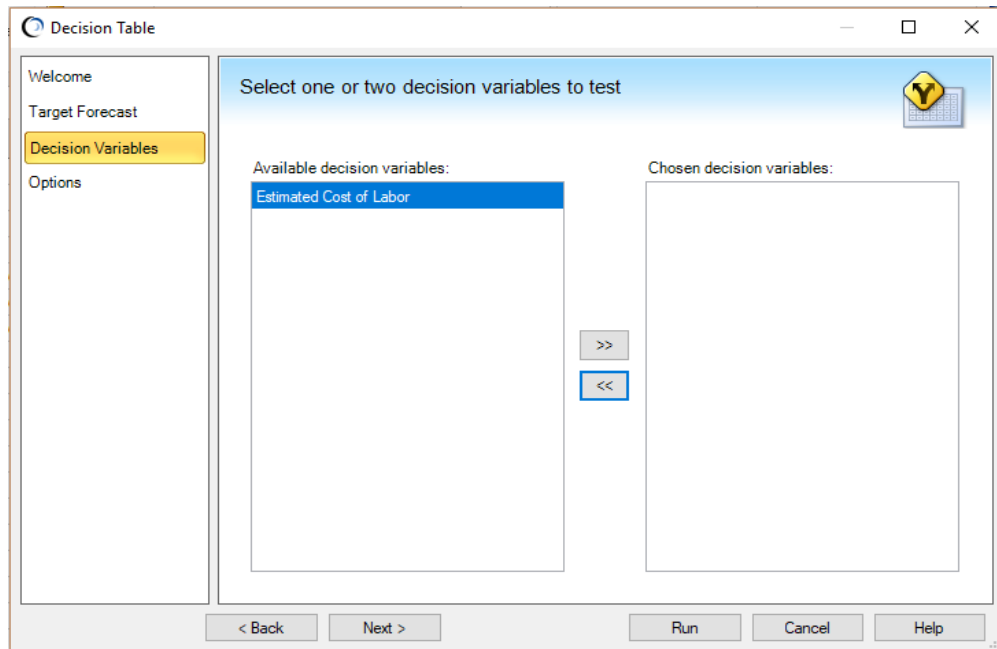 Decision Table
Welcome
Target Forecast
Decision Variables
Options
Select one or two decision variables to test
Available decision variables:
Estimated Cost of Labor
Chosen decision variables:
>>
<<
< Back
Next >
Run
Cancel
Help